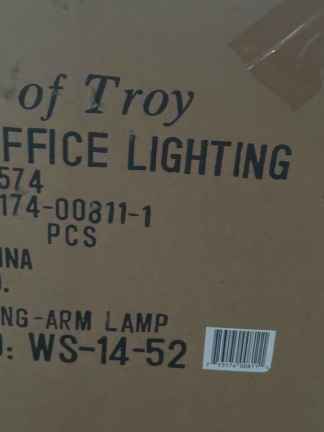 of Troy
FFICE LIGHTING
574
174-00811-1
PCS
INA
NG-ARM LAMP
: WS-14-52